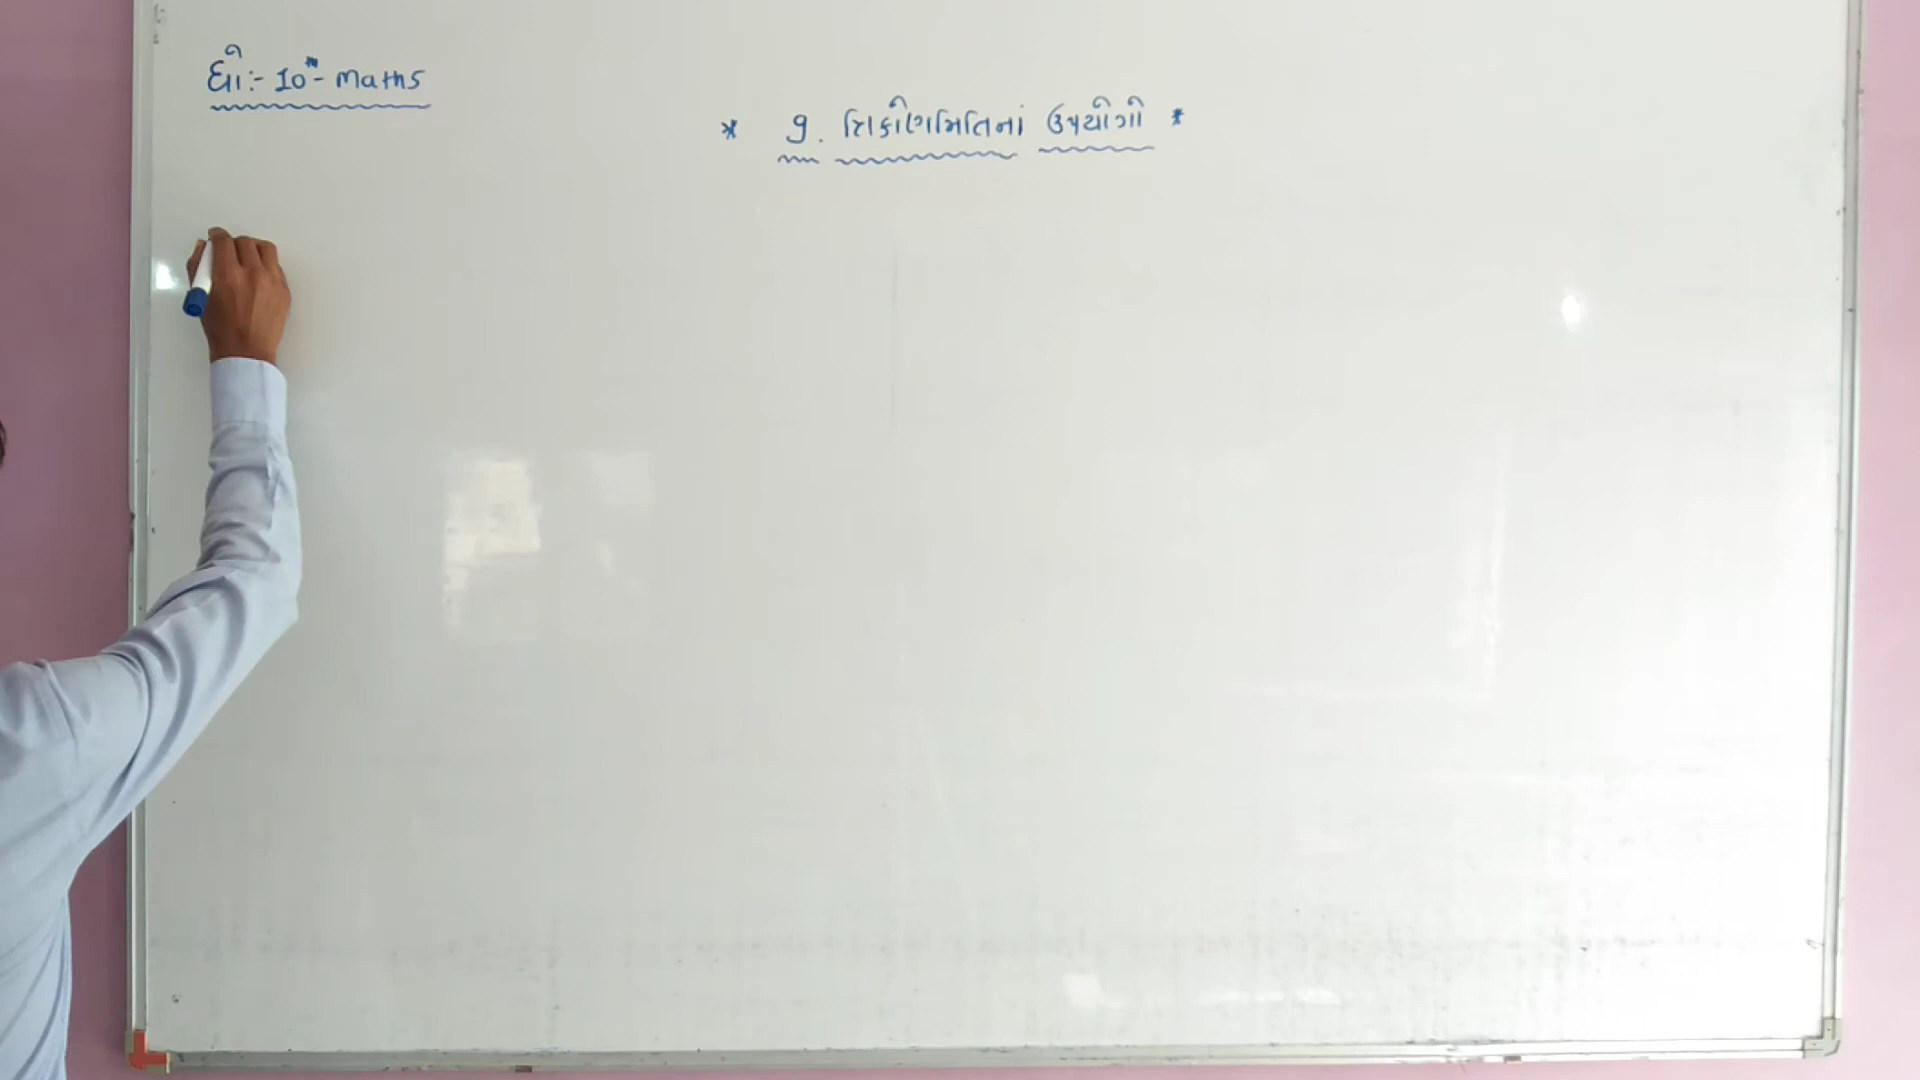 ધો:- 10th - Maths
* 9. ત્રિકોણમિતિનાં ઉપયોગો *